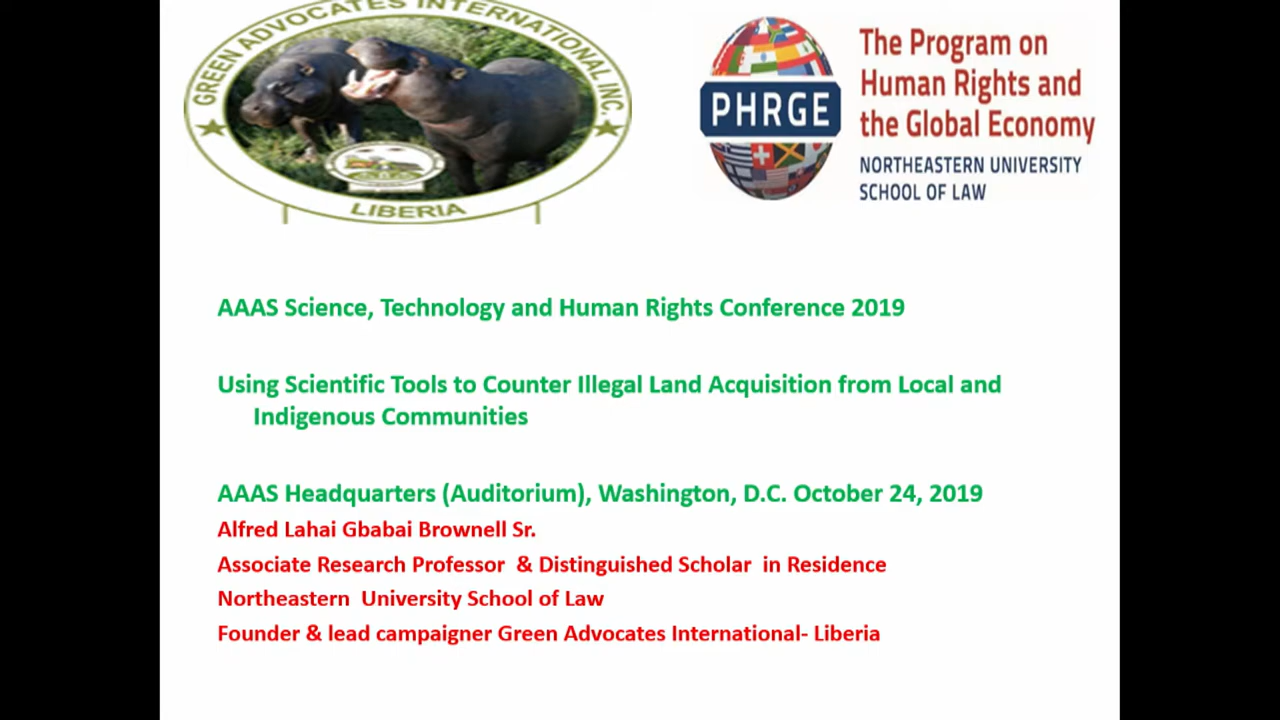 GREEN ADVOCATES INTERNATIONAL INC.
LIBERIA
PHRGE
The Program on
Human Rights and
the Global Economy
NORTHEASTERN UNIVERSITY
SCHOOL OF LAW
AAAS Science, Technology and Human Rights Conference 2019
Using Scientific Tools to Counter Illegal Land Acquisition from Local and
Indigenous Communities
AAAS Headquarters (Auditorium), Washington, D.C. October 24, 2019
Alfred Lahai Gbabai Brownell Sr.
Associate Research Professor & Distinguished Scholar in Residence
Northeastern University School of Law
Founder & lead campaigner Green Advocates International- Liberia